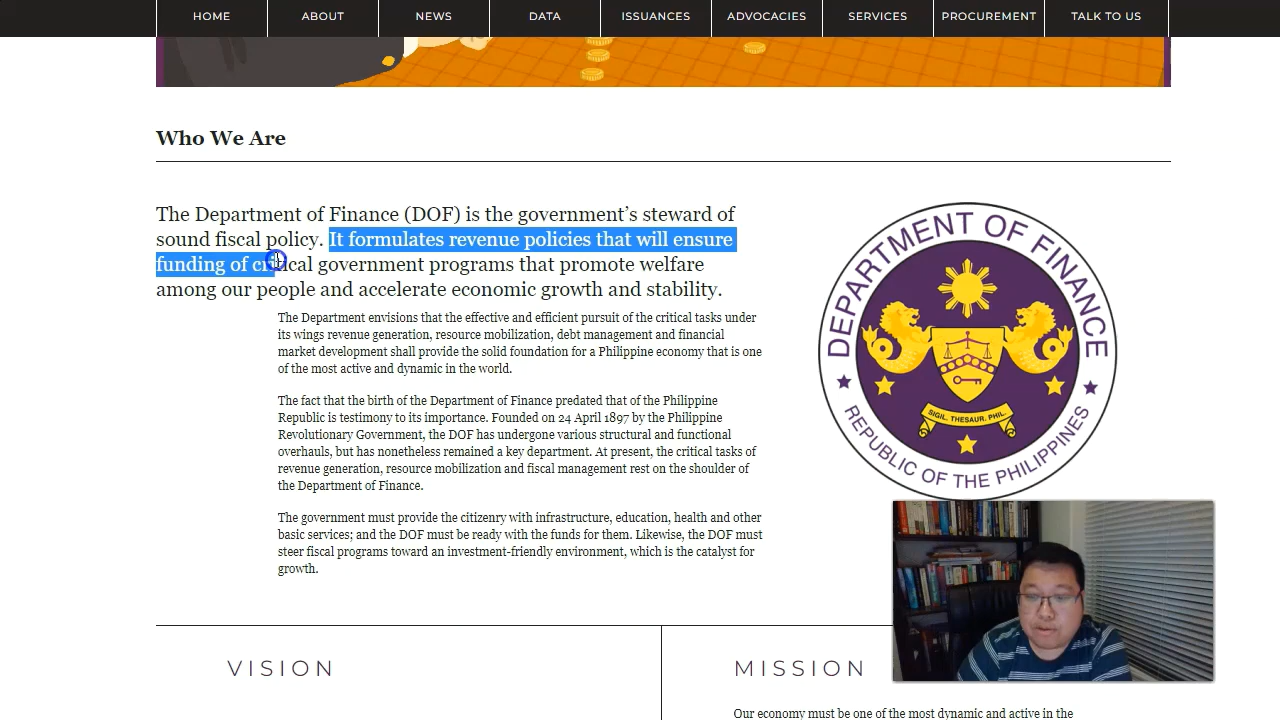 HOME
ABOUT
NEWS
DATA
ISSUANCES
ADVOCACIES
SERVICES
PROCUREMENT
TALK TO US
Who We Are
The Department of Finance (DOF) is the government’s steward of
sound fiscal policy. It formulates revenue policies that will ensure
funding of critical government programs that promote welfare
among our people and accelerate economic growth and stability.
The Department envisions that the effective and efficient pursuit of the critical tasks under
its wings revenue generation, resource mobilization, debt management and financial
market development shall provide the solid foundation for a Philippine economy that is one
of the most active and dynamic in the world.
The fact that the birth of the Department of Finance predated that of the Philippine
Republic is testimony to its importance. Founded on 24 April 1897 by the Philippine
Revolutionary Government, the DOF has undergone various structural and functional
overhauls, but has nonetheless remained a key department. At present, the critical tasks of
revenue generation, resource mobilization and fiscal management rest on the shoulder of
the Department of Finance.
The government must provide the citizenry with infrastructure, education, health and other
basic services; and the DOF must be ready with the funds for them. Likewise, the DOF must
steer fiscal programs toward an investment-friendly environment, which is the catalyst for
growth.
DEPARTMENT OF FINANCE
SIGIL. THESAUR. PHIL.
REPUBLIC OF THE PHILIPPINES
VISION
MISSION
Our economy must be one of the most dynamic and active in the